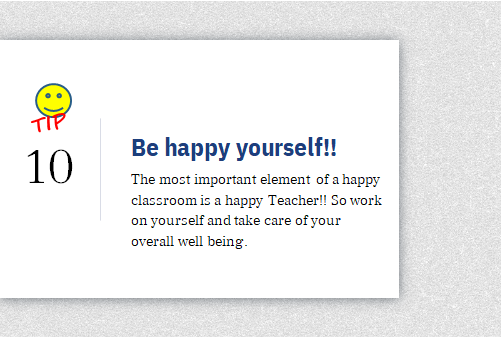 TIP
10
Be happy yourself!!
The most important element of a happy
classroom is a happy Teacher!! So work
on yourself and take care of your
overall well being.